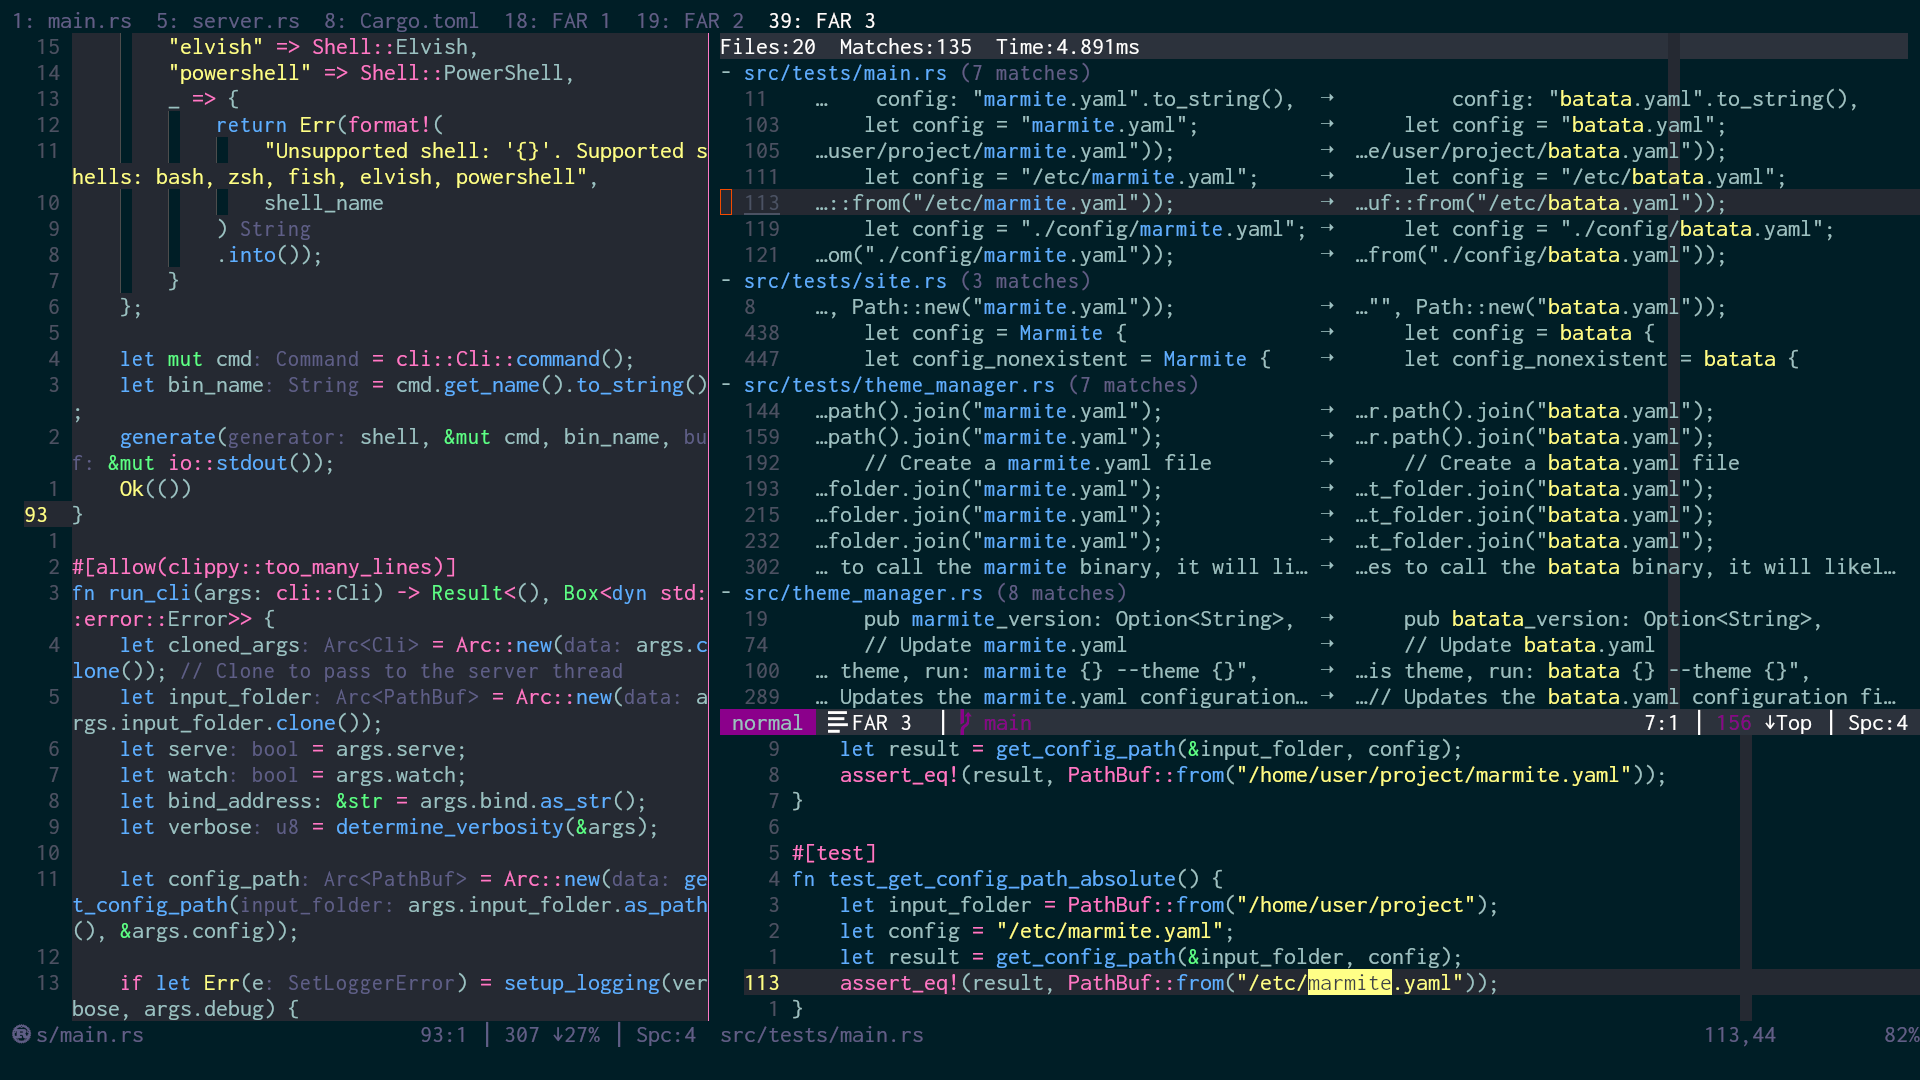 1: main.rs  5: server.rs  8: Cargo.toml  18: FAR 1  19: FAR 2  39: FAR 3
15         "elvish" => Shell::Elvish,
14         "powershell" => Shell::PowerShell,
13         _ => {
12             return Err(format!(
11                 "Unsupported shell: '{}'. Supported s
hells: bash, zsh, fish, elvish, powershell",
10                 shell_name
9             ) String
8             .into());
7         }
6     };
5
4     let mut cmd: Command = cli::Cli::command();
3     let bin_name: String = cmd.get_name().to_string()
;
2     generate(generator: shell, &mut cmd, bin_name, bu
f: &mut io::stdout());
1     Ok(())
93 }
1
2 #[allow(clippy::too_many_lines)]
3 fn run_cli(args: cli::Cli) -> Result<(), Box<dyn std:
:error::Error>> {
4     let cloned_args: Arc<Cli> = Arc::new(data: args.c
lone()); // Clone to pass to the server thread
5     let input_folder: Arc<PathBuf> = Arc::new(data: a
rgs.input_folder.clone());
6     let serve: bool = args.serve;
7     let watch: bool = args.watch;
8     let bind_address: &str = args.bind.as_str();
9     let verbose: u8 = determine_verbosity(&args);
10
11     let config_path: Arc<PathBuf> = Arc::new(data: ge
t_config_path(input_folder: args.input_folder.as_path
(), &args.config));
12
13     if let Err(e: SetLoggerError) = setup_logging(ver
bose, args.debug) {
s/main.rs  93:1 | 307 ↓27% | Spc:4
Files:20  Matches:135  Time:4.891ms
- src/tests/main.rs (7 matches)
11    …    config: "marmite.yaml".to_string(),  →          config: "batata.yaml".to_string(),
103       let config = "marmite.yaml";  →      let config = "batata.yaml";
105   …user/project/marmite.yaml"));  →  …e/user/project/batata.yaml"));
111       let config = "/etc/marmite.yaml";  →      let config = "/etc/batata.yaml";
113   …::from("/etc/marmite.yaml"));  →  …uf::from("/etc/batata.yaml"));
119       let config = "./config/marmite.yaml"; →      let config = "./config/batata.yaml";
121   …om("./config/marmite.yaml"));  →  …from("./config/batata.yaml"));
- src/tests/site.rs (3 matches)
8     …, Path::new("marmite.yaml"));  →  …"", Path::new("batata.yaml"));
438       let config = Marmite {  →      let config = batata {
447       let config_nonexistent = Marmite {  →      let config_nonexistent = batata {
- src/tests/theme_manager.rs (7 matches)
144   …path().join("marmite.yaml");  →  …r.path().join("batata.yaml");
159   …path().join("marmite.yaml");  →  …r.path().join("batata.yaml");
192       // Create a marmite.yaml file  →      // Create a batata.yaml file
193   …folder.join("marmite.yaml");  →  …t_folder.join("batata.yaml");
215   …folder.join("marmite.yaml");  →  …t_folder.join("batata.yaml");
232   …folder.join("marmite.yaml");  →  …t_folder.join("batata.yaml");
302   … to call the marmite binary, it will li… →  …es to call the batata binary, it will likel…
- src/theme_manager.rs (8 matches)
19        pub marmite_version: Option<String>,  →      pub batata_version: Option<String>,
74        // Update marmite.yaml  →      // Update batata.yaml
100   … theme, run: marmite {} --theme {}",  →  …is theme, run: batata {} --theme {}",
289   … Updates the marmite.yaml configuration… →  …// Updates the batata.yaml configuration fi…
normal  FAR 3 | main  7:1 | 156 ↓Top | Spc:4
9     let result = get_config_path(&input_folder, config);
8     assert_eq!(result, PathBuf::from("/home/user/project/marmite.yaml"));
7 }
6
5 #[test]
4 fn test_get_config_path_absolute() {
3     let input_folder = PathBuf::from("/home/user/project");
2     let config = "/etc/marmite.yaml";
1     let result = get_config_path(&input_folder, config);
113     assert_eq!(result, PathBuf::from("/etc/marmite.yaml"));
1 }
src/tests/main.rs  113,44  82%